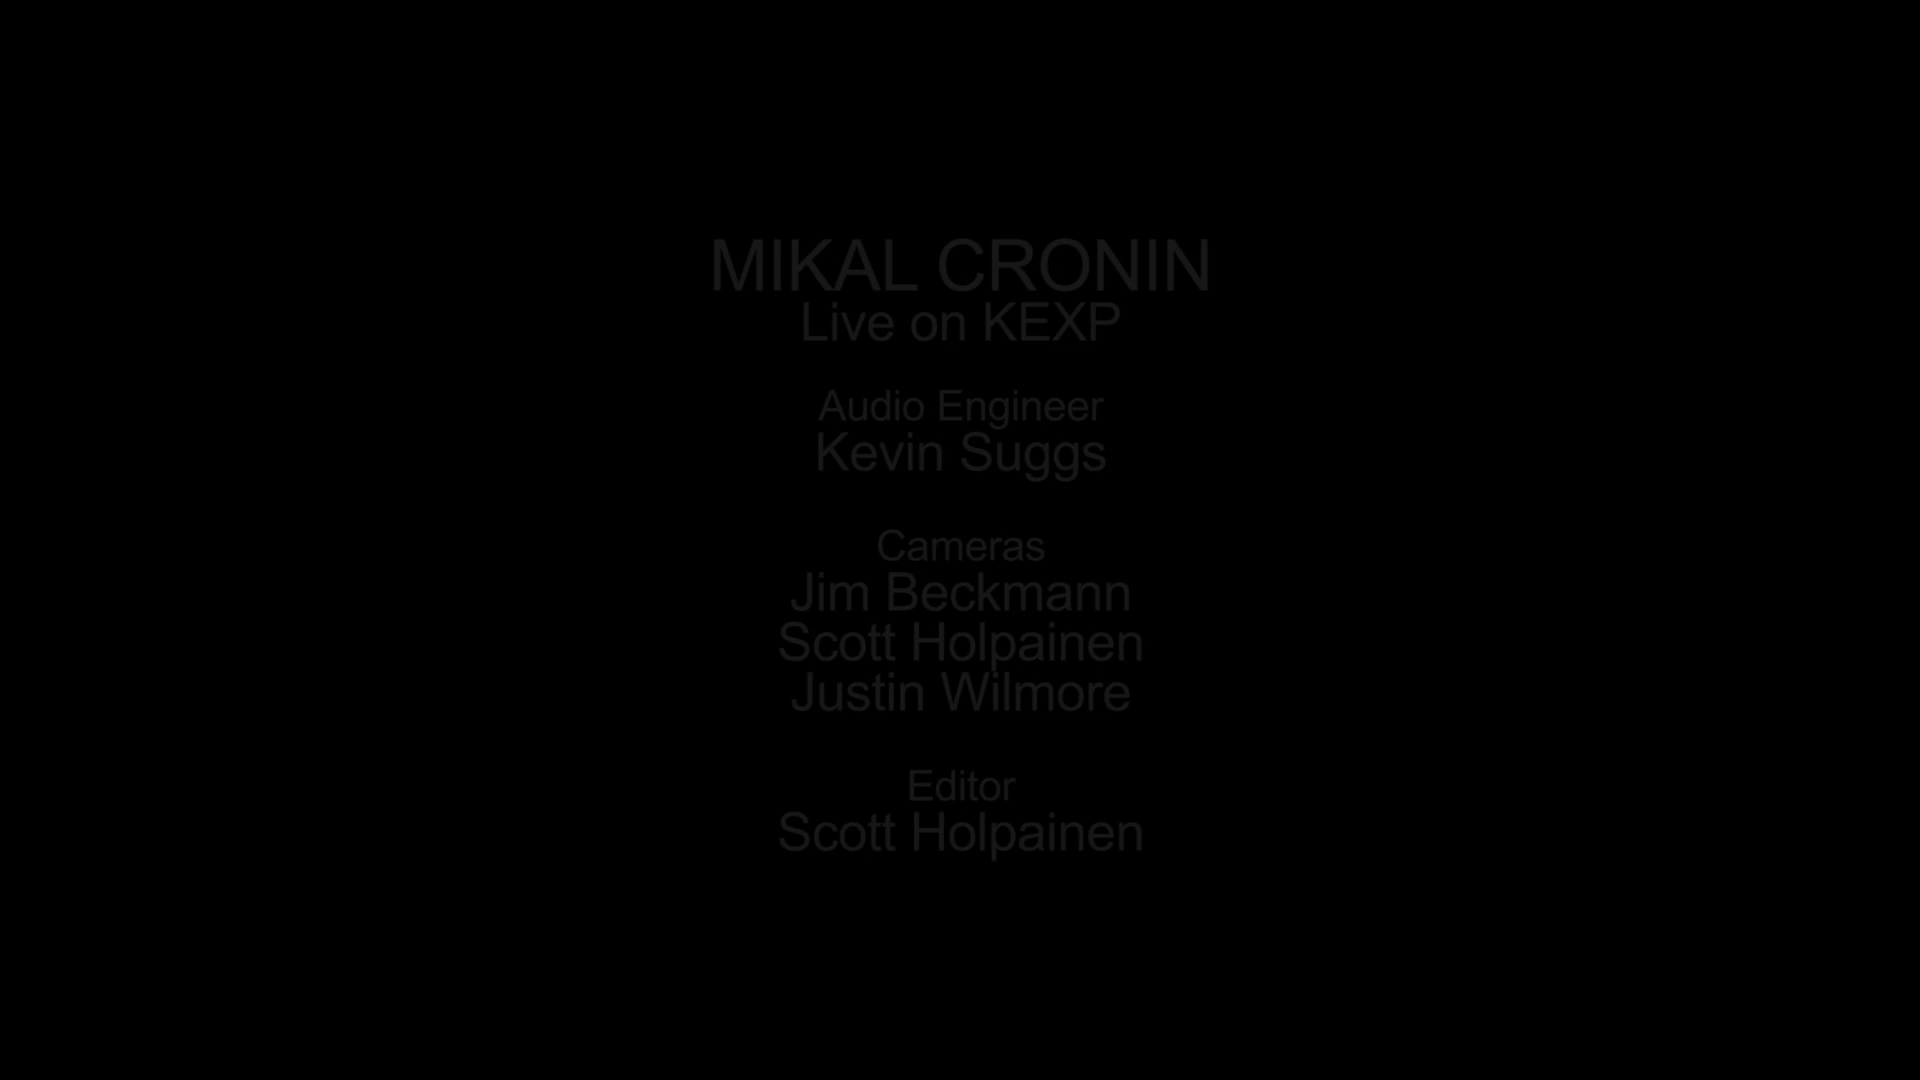 MIKAL CRONIN
Live on KEXP
Audio Engineer
Kevin Suggs
Cameras
Jim Beckmann
Scott Holpainen
Justin Wilmore
Editor
Scott Holpainen